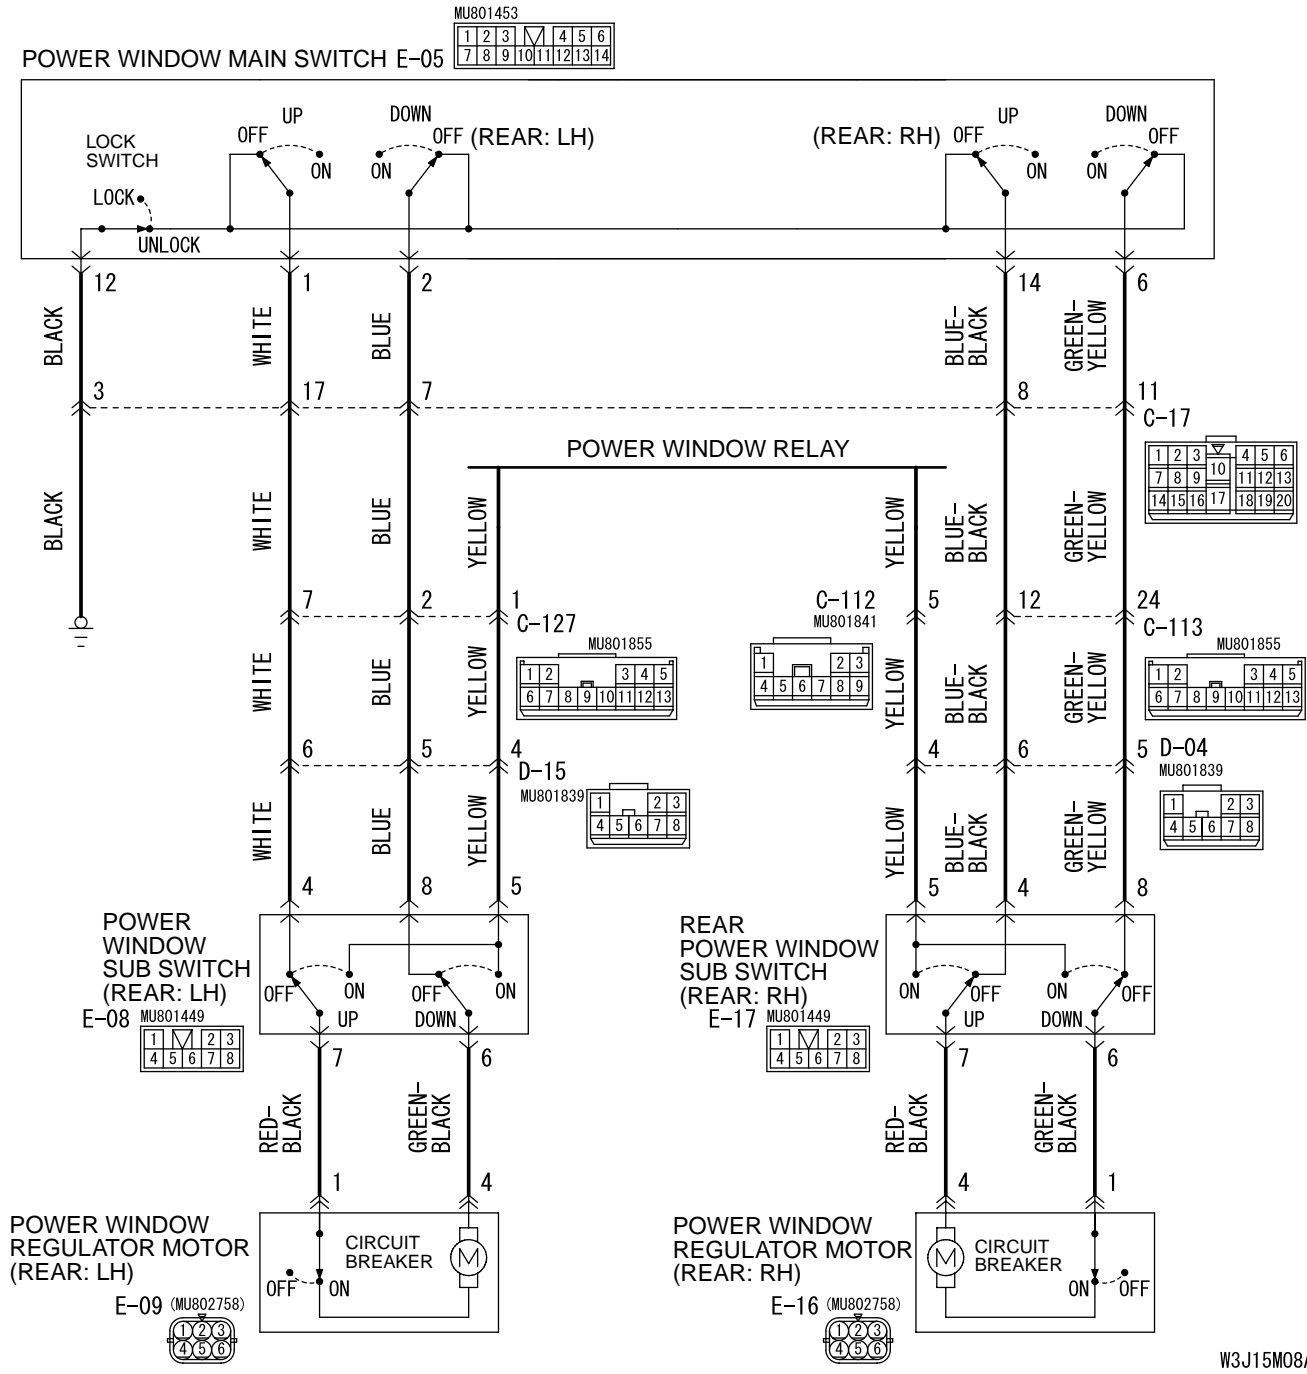 MU801453
1 2 3 4 5 6
7 8 9 10 11 12 13 14
POWER WINDOW MAIN SWITCH E-05
UP DOWN UP DOWN
OFF OFF (REAR: LH) (REAR: RH) OFF OFF
LOCK
SWITCH
ON ON ON ON
LOCK
UNLOCK
12 1 2 14 6
BLACK WHITE BLUE BLUE-
BLACK GREEN-
YELLOW
3 17 7 8 11
C-17
1 2 3 4 5 6
7 8 9 10 11 12 13
14 15 16 17 18 19 20
POWER WINDOW RELAY
BLACK WHITE BLUE YELLOW YELLOW BLUE-
BLACK GREEN-
YELLOW
7 2 1 C-112 5 12 24
C-127 MU801841 C-113
MU801855 MU801855
1 2 3 4 5
6 7 8 9 10 11 12 13
1 2 3
4 5 6 7 8 9
1 2 3 4 5
6 7 8 9 10 11 12 13
WHITE BLUE YELLOW YELLOW BLUE-
BLACK GREEN-
YELLOW
6 5 4 4 6 5 D-04
D-15 MU801839
MU801839
1 2 3
4 5 6 7 8
1 2 3
4 5 6 7 8
WHITE BLUE YELLOW YELLOW BLUE-
BLACK GREEN-
YELLOW
4 8 5 5 4 8
POWER
WINDOW
SUB SWITCH
(REAR: LH)
E-08 MU801449
1 2 3
4 5 6 7 8
OFF ON OFF ON
UP DOWN
REAR
POWER WINDOW
SUB SWITCH
(REAR: RH)
E-17 MU801449
1 2 3
4 5 6 7 8
ON OFF ON OFF
UP DOWN
7 6 7 6
RED-
BLACK GREEN-
BLACK RED-
BLACK GREEN-
BLACK
1 4 4 1
POWER WINDOW
REGULATOR MOTOR
(REAR: LH)
CIRCUIT
BREAKER
M
OFF ON
E-09 (MU802758)
1 2 3
4 5 6
POWER WINDOW
REGULATOR MOTOR
(REAR: RH)
M
CIRCUIT
BREAKER
ON OFF
E-16 (MU802758)
1 2 3
4 5 6
W3J15M08A